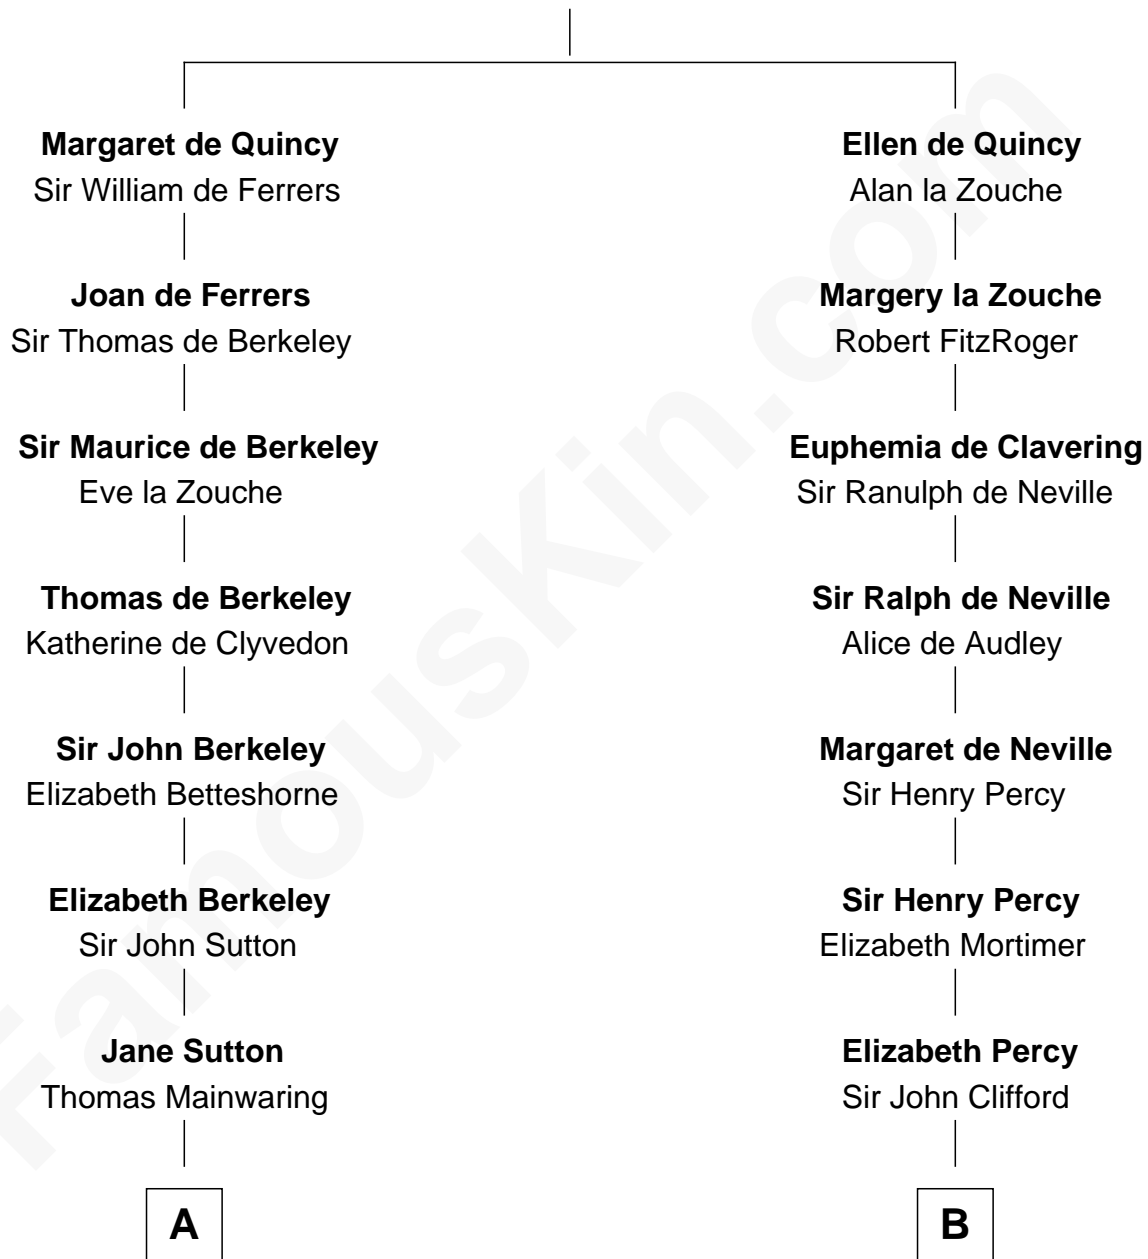 Margaret de Quincy
Sir William de Ferrers
Joan de Ferrers
Sir Thomas de Berkeley
Sir Maurice de Berkeley
Eve la Zouche
Thomas de Berkeley
Katherine de Clyvedon
Sir John Berkeley
Elizabeth Betteshorne
Elizabeth Berkeley
Sir John Sutton
Jane Sutton
Thomas Mainwaring
A
Ellen de Quincy
Alan la Zouche
Margery la Zouche
Robert FitzRoger
Euphemia de Clavering
Sir Ranulph de Neville
Sir Ralph de Neville
Alice de Audley
Margaret de Neville
Sir Henry Percy
Sir Henry Percy
Elizabeth Mortimer
Elizabeth Percy
Sir John Clifford
B
FamousKin.com